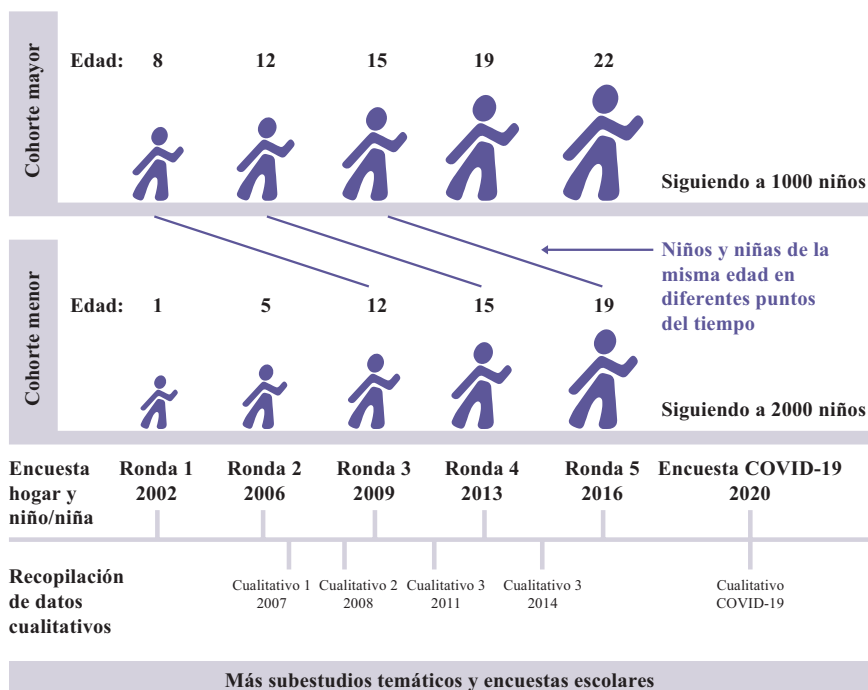 Cohorte mayor
Edad: 8 12 15 19 22
Siguiendo a 1000 niños
Niños y niñas de la
misma edad en
diferentes puntos
del tiempo
Cohorte menor
Edad: 1 5 12 15 19
Siguiendo a 2000 niños
Encuesta
hogar y
niño/niña
Ronda 1
2002
Ronda 2
2006
Ronda 3
2009
Ronda 4
2013
Ronda 5
2016
Encuesta COVID-19
2020
Recopilación
de datos
cualitativos
Cualitativo 1
2007
Cualitativo 2
2008
Cualitativo 3
2011
Cualitativo 3
2014
Cualitativo
COVID-19
Más subestudios temáticos y encuestas escolares